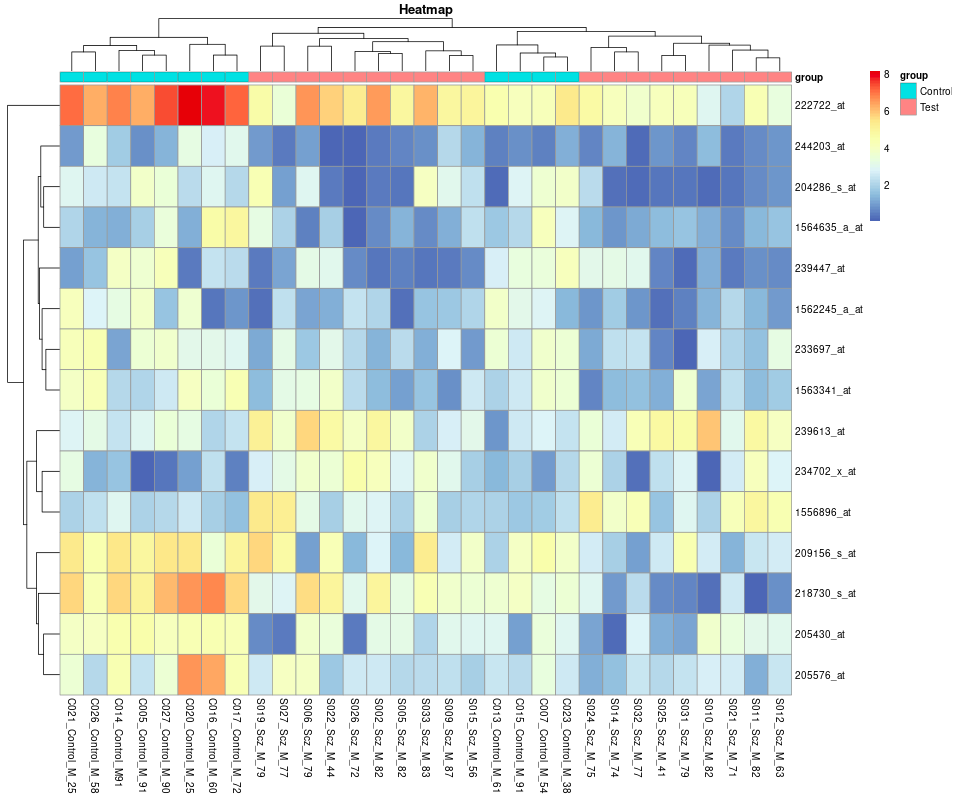 Heatmap
group
8
6
4
2
group
Control
Test
222722_at
244203_at
204286_s_at
1564635_a_at
239447_at
1562245_a_at
233697_at
1563341_at
239613_at
234702_x_at
1556896_at
209156_s_at
218730_s_at
205430_at
205576_at
C021_Control_M_25
C026_Control_M_58
C014_Control_M91
C005_Control_M_91
C027_Control_M_90
C020_Control_M_25
C016_Control_M_60
C017_Control_M_72
S019_Scz_M_79
S027_Scz_M_77
S006_Scz_M_79
S022_Scz_M_44
S026_Scz_M_72
S002_Scz_M_82
S005_Scz_M_82
S033_Scz_M_83
S009_Scz_M_87
S015_Scz_M_56
C013_Control_M_61
C015_Control_M_91
C007_Control_M_54
C023_Control_M_38
S024_Scz_M_75
S014_Scz_M_74
S032_Scz_M_77
S025_Scz_M_41
S031_Scz_M_79
S010_Scz_M_82
S021_Scz_M_71
S011_Scz_M_82
S012_Scz_M_63